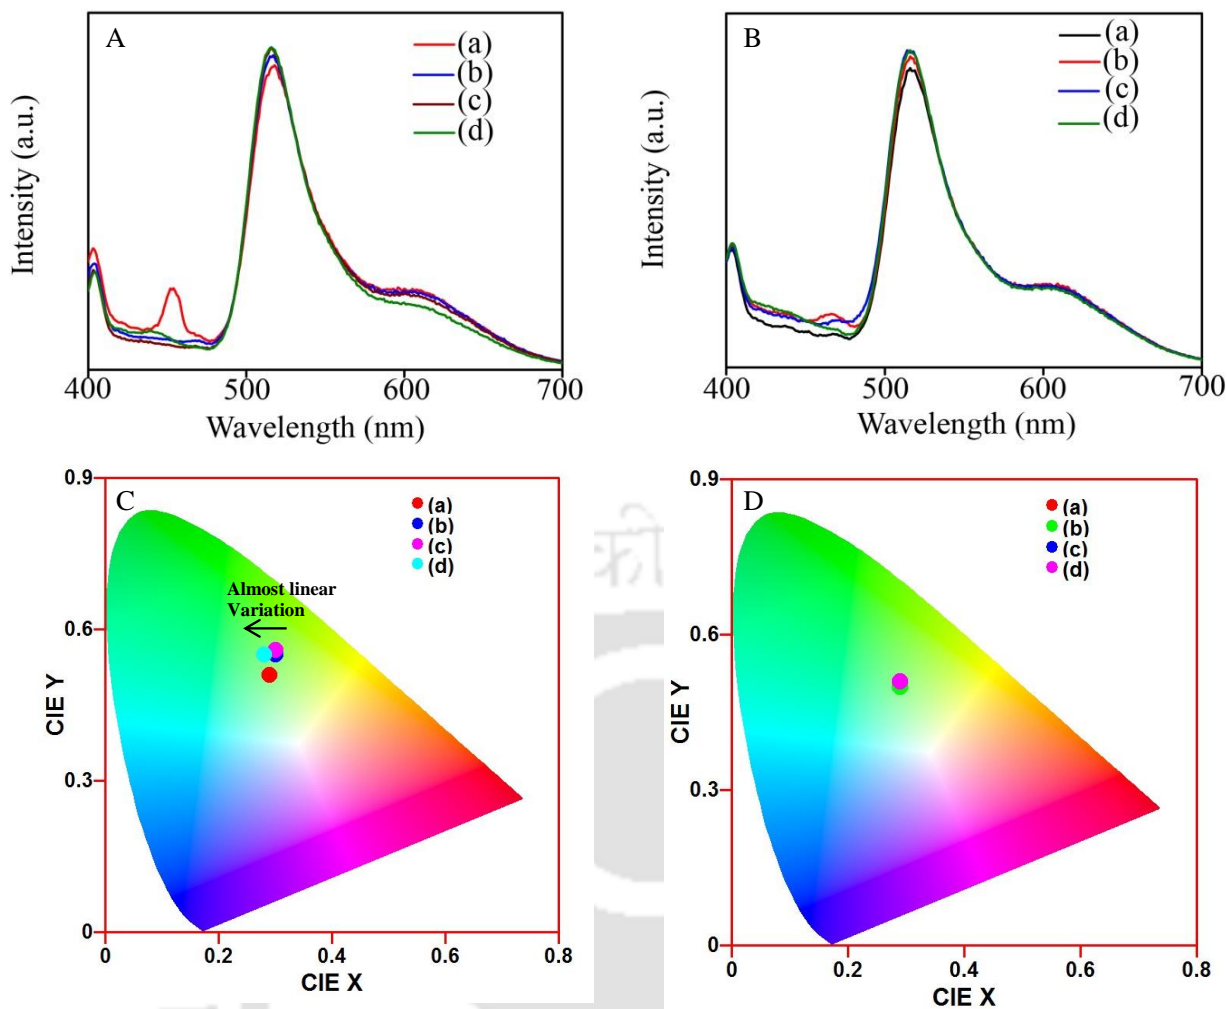 A
(a)
(b)
(c)
(d)
Intensity (a.u.)
400 500 600 700
Wavelength (nm)
B
(a)
(b)
(c)
(d)
Intensity (a.u.)
400 500 600 700
Wavelength (nm)
C
0.9
0.6
0.3
0
(a)
(b)
(c)
(d)
Almost linear
Variation
CIE Y
0 0.2 0.4 0.6 0.8
CIE X
D
0.9
0.6
0.3
0
(a)
(b)
(c)
(d)
CIE Y
0 0.2 0.4 0.6 0.8
CIE X